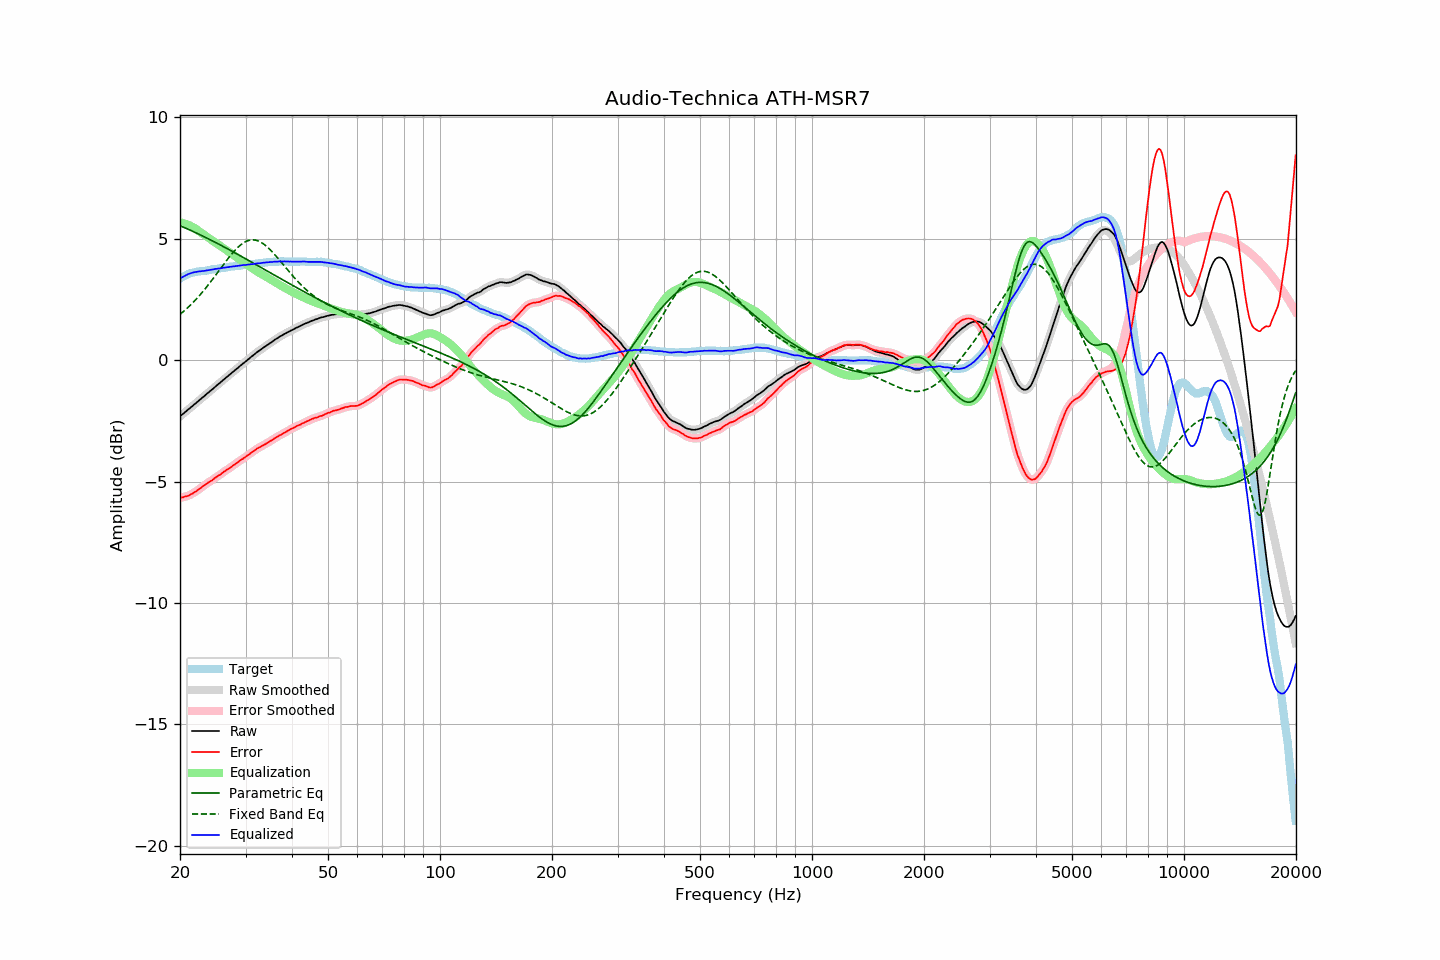 Audio-Technica ATH-MSR7
Amplitude (dBr)
10
5
0
−5
−10
−15
−20
Target
Raw Smoothed
Error Smoothed
Raw
Error
Equalization
Parametric Eq
Fixed Band Eq
Equalized
20 50 100 200 500 1000 2000 5000 10000 20000
Frequency (Hz)